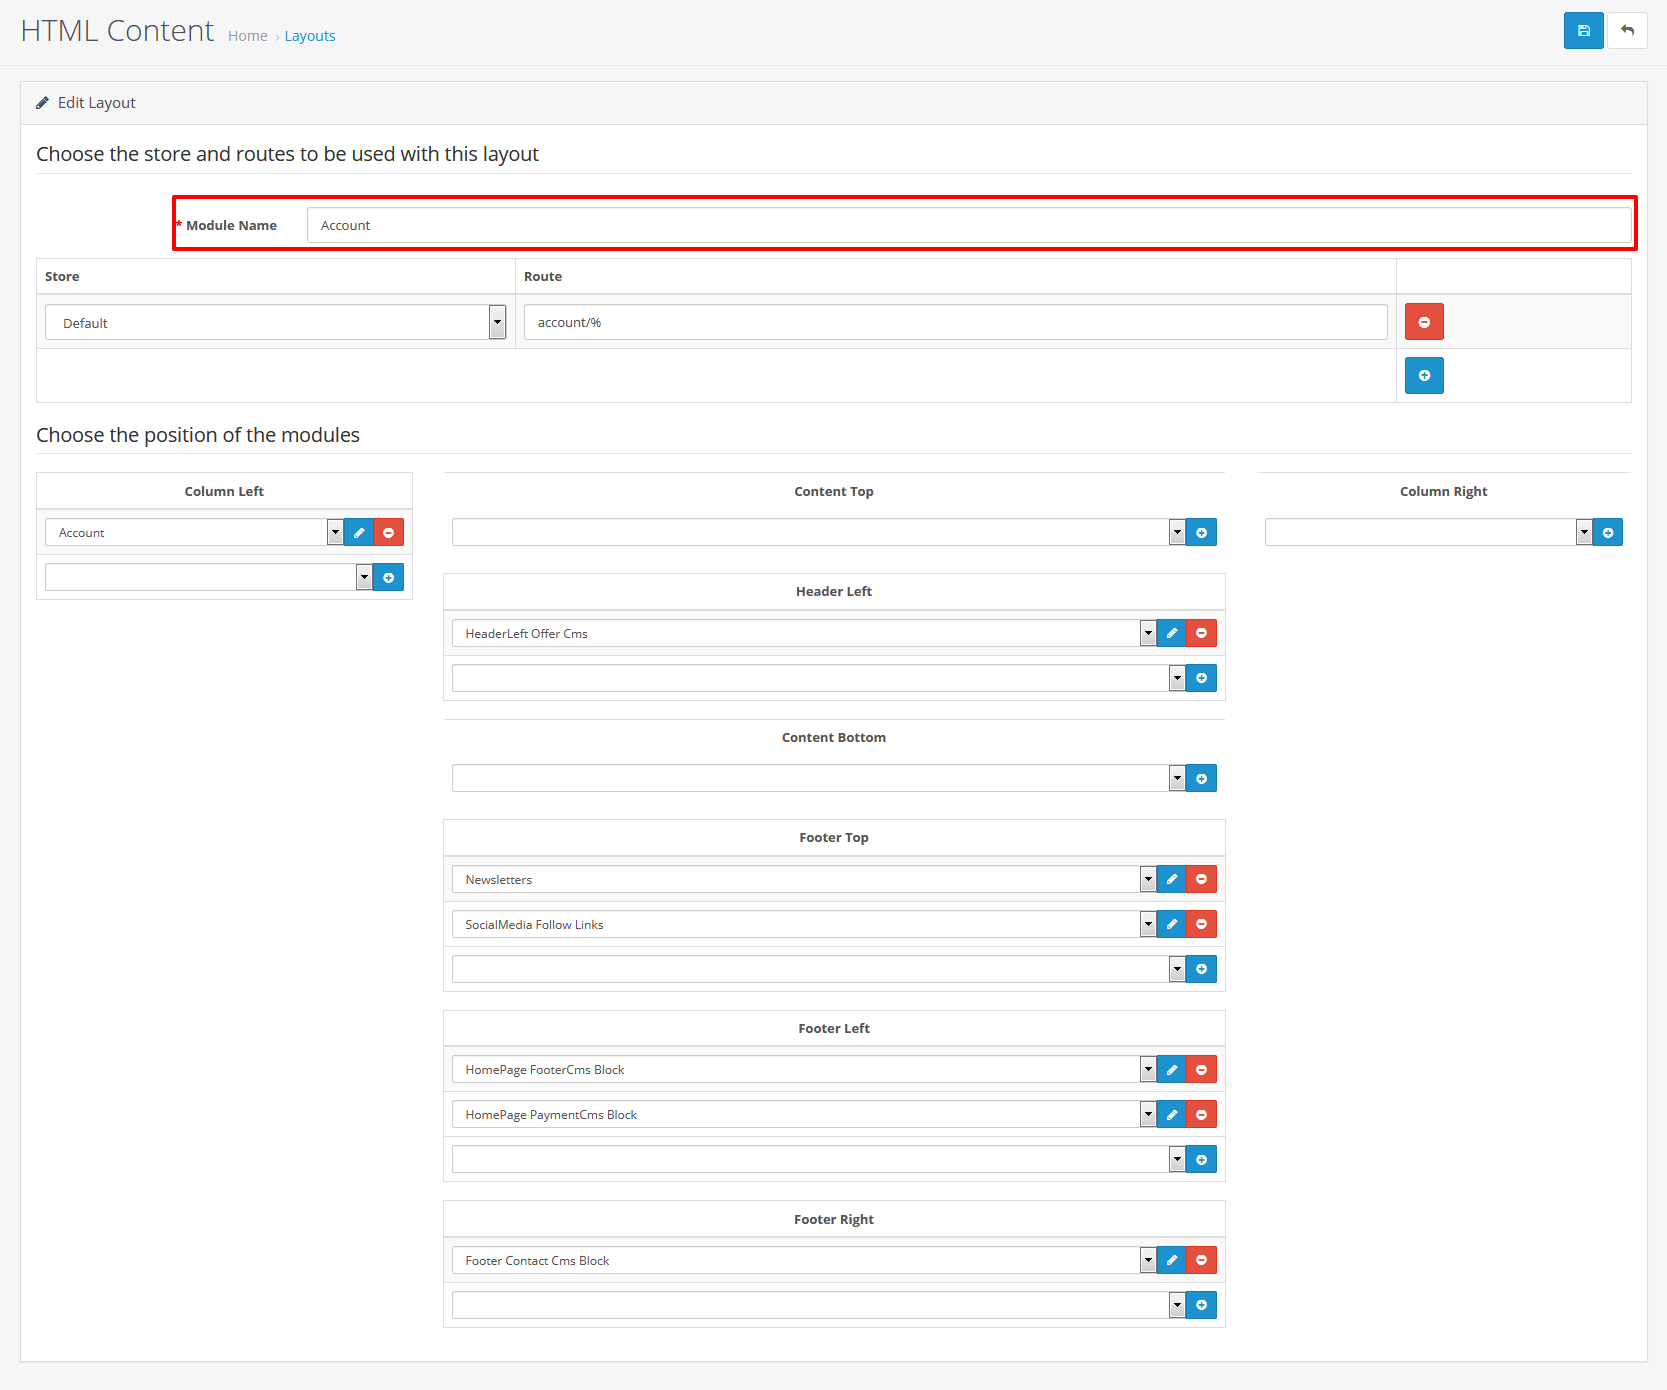 HTML Content Home › Layouts
Edit Layout
Choose the store and routes to be used with this layout
* Module Name Account
Store Route
Default account/%
Choose the position of the modules
Column Left Content Top Column Right
Account
Header Left
HeaderLeft Offer Cms
Content Bottom
Footer Top
Newsletters
SocialMedia Follow Links
Footer Left
HomePage FooterCms Block
HomePage PaymentCms Block
Footer Right
Footer Contact Cms Block